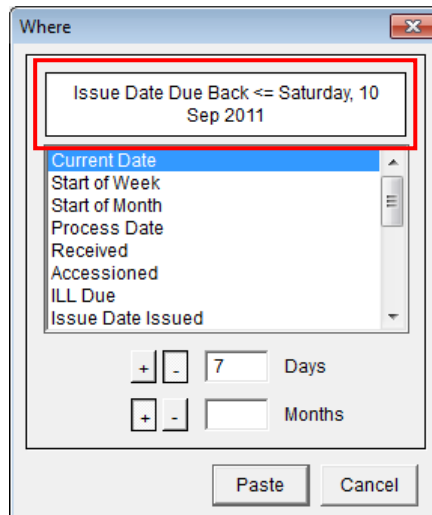 Where
Issue Date Due Back <= Saturday, 10
Sep 2011
Current Date
Start of Week
Start of Month
Process Date
Received
Accessioned
ILL Due
Issue Date Issued
+ - 7 Days
+ - Months
Paste Cancel